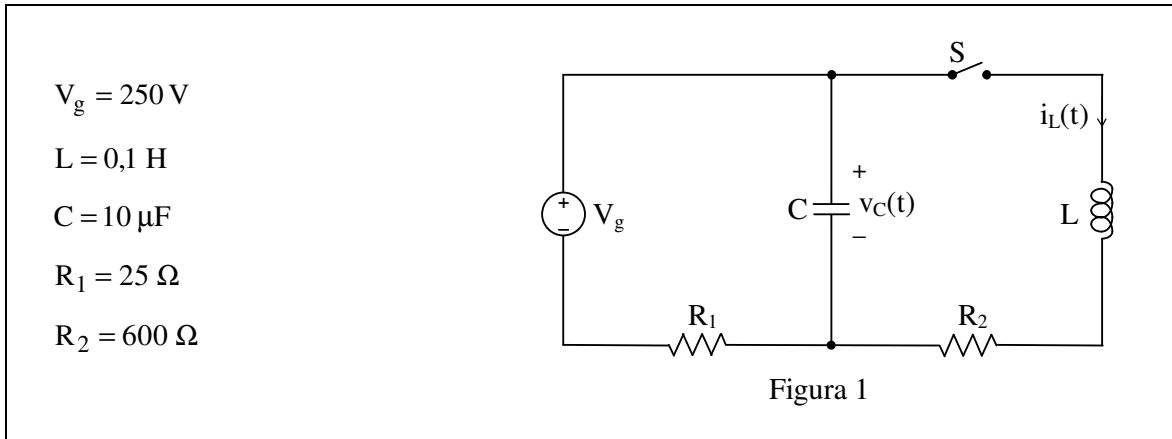 V_g = 250 V
L = 0,1 H
C = 10 μF
R_1 = 25 Ω
R_2 = 600 Ω
S
i_L(t)
+
C
v_C(t)
−
L
+
−
V_g
R_1
R_2
Figura 1